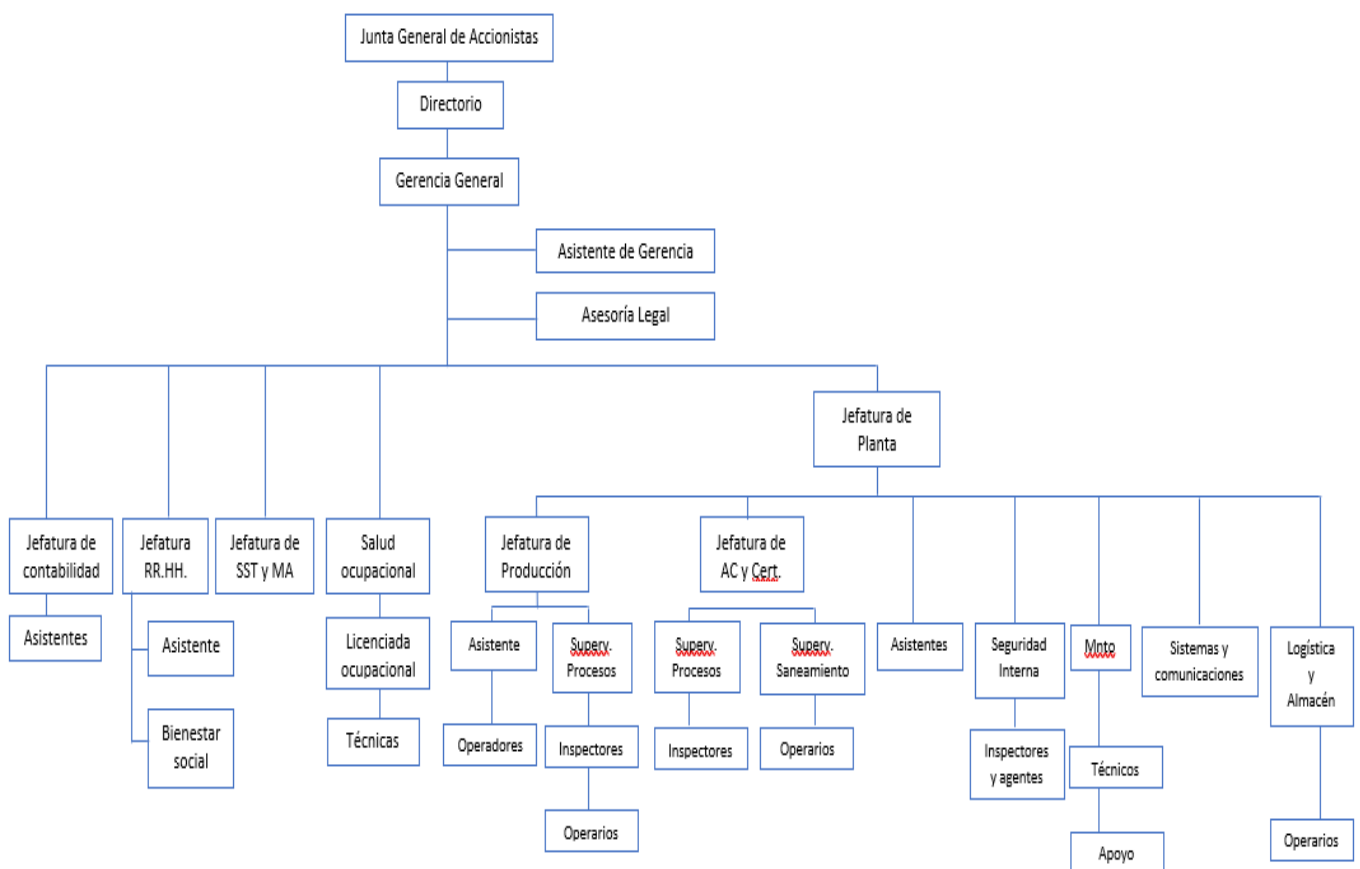 Junta General de Accionistas
Directorio
Gerencia General
Asistente de Gerencia
Asesoría Legal
Jefatura de
Planta
Jefatura de
contabilidad
Jefatura
RR.HH.
Jefatura de
SST y MA
Salud
ocupacional
Jefatura de
Producción
Jefatura de
AC y Cert.
Asistentes
Asistente
Bienestar
social
Licenciada
ocupacional
Técnicas
Asistente
Operadores
Superv.
Procesos
Inspectores
Operarios
Superv.
Procesos
Inspectores
Superv.
Saneamiento
Operarios
Asistentes
Seguridad
Interna
Inspectores
y agentes
Mnto
Técnicos
Apoyo
Sistemas y
comunicaciones
Logística
y
Almacén
Operarios